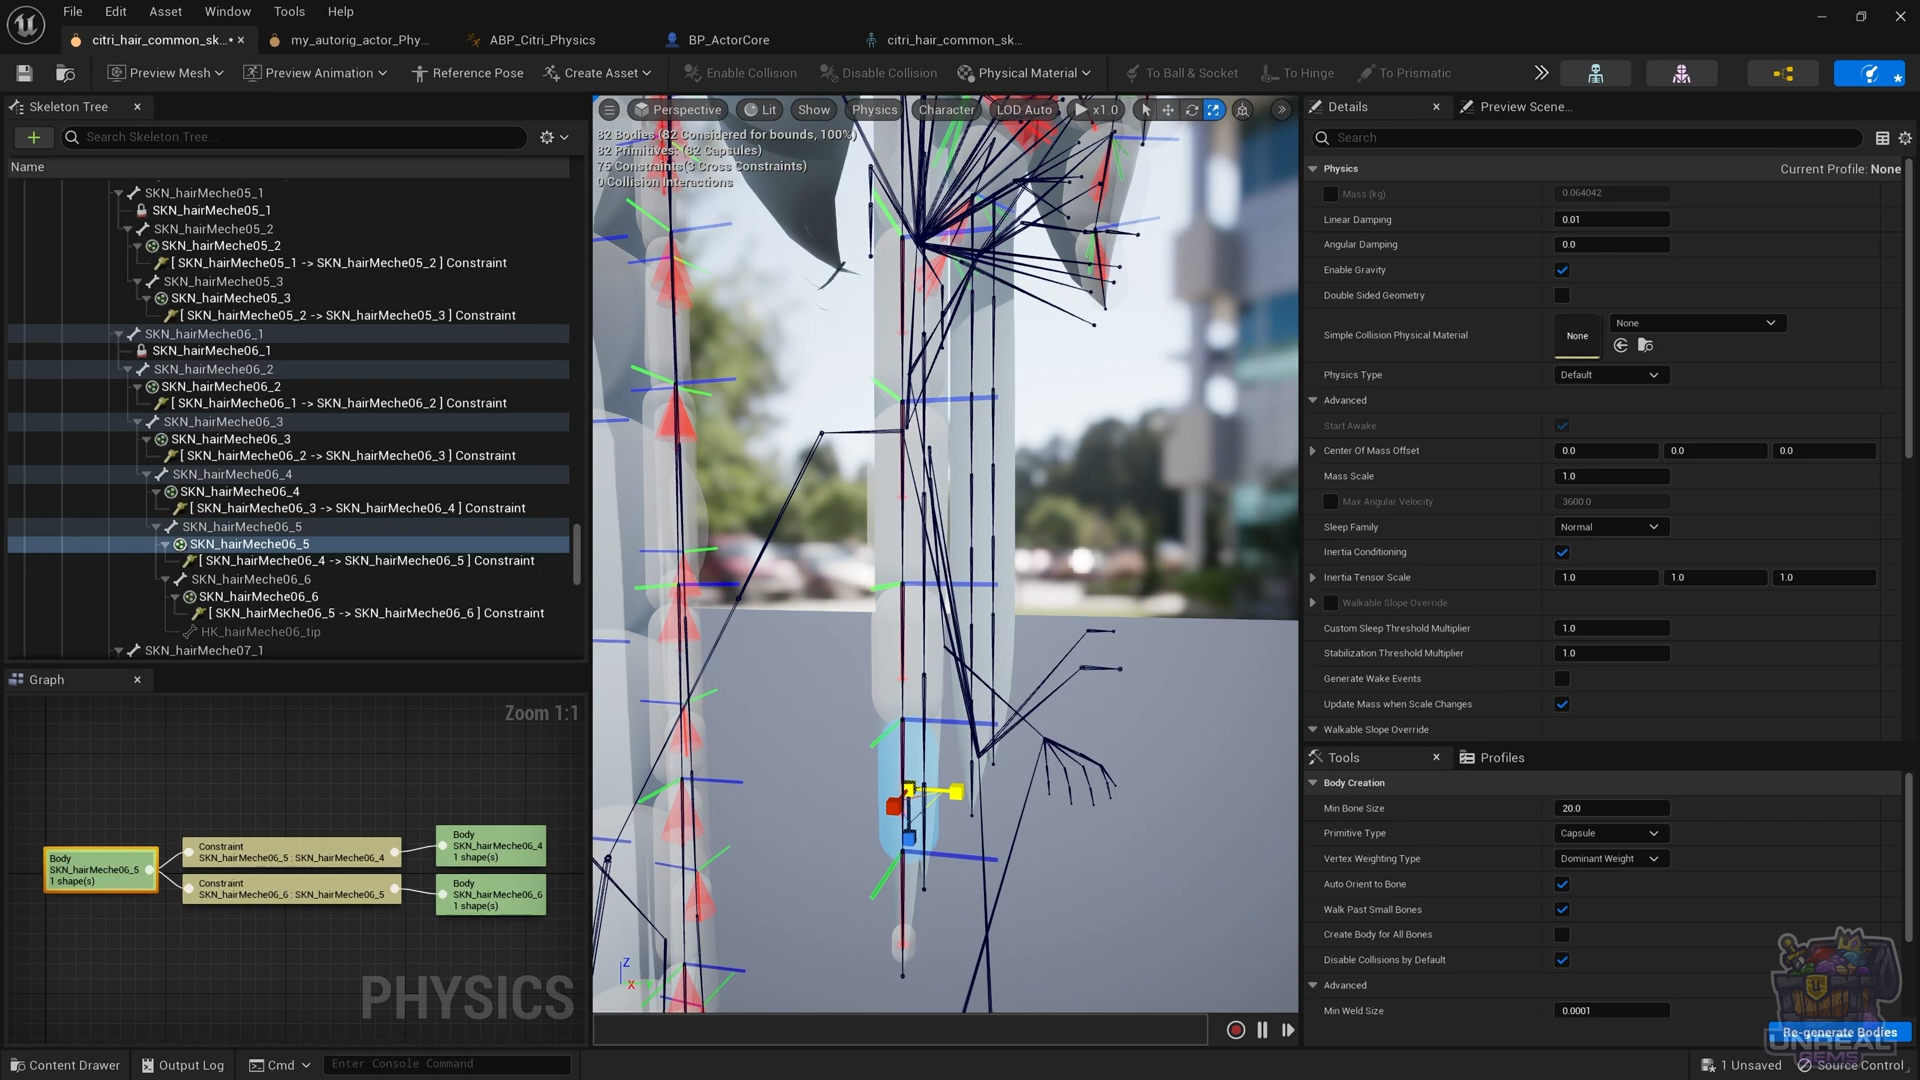 File Edit Asset Window Tools Help
citri_hair_common_sk...• × my_autorig_actor_Phy... ABP_Citri_Physics BP_ActorCore citri_hair_common_sk...
Preview Mesh Preview Animation Reference Pose Create Asset Enable Collision Disable Collision Physical Material To Ball & Socket To Hinge To Prismatic
Skeleton Tree
Search Skeleton Tree...
Name
SKN_hairMeche05_1
SKN_hairMeche05_1
SKN_hairMeche05_2
SKN_hairMeche05_2
[ SKN_hairMeche05_1 -> SKN_hairMeche05_2 ] Constraint
SKN_hairMeche05_3
SKN_hairMeche05_3
[ SKN_hairMeche05_2 -> SKN_hairMeche05_3 ] Constraint
SKN_hairMeche06_1
SKN_hairMeche06_1
SKN_hairMeche06_2
SKN_hairMeche06_2
[ SKN_hairMeche06_1 -> SKN_hairMeche06_2 ] Constraint
SKN_hairMeche06_3
SKN_hairMeche06_3
[ SKN_hairMeche06_2 -> SKN_hairMeche06_3 ] Constraint
SKN_hairMeche06_4
SKN_hairMeche06_4
[ SKN_hairMeche06_3 -> SKN_hairMeche06_4 ] Constraint
SKN_hairMeche06_5
SKN_hairMeche06_5
[ SKN_hairMeche06_4 -> SKN_hairMeche06_5 ] Constraint
SKN_hairMeche06_6
SKN_hairMeche06_6
[ SKN_hairMeche06_5 -> SKN_hairMeche06_6 ] Constraint
HK_hairMeche06_tip
SKN_hairMeche07_1
Graph
Zoom 1:1
Body
SKN_hairMeche06_5
1 shape(s)
Constraint
SKN_hairMeche06_5 : SKN_hairMeche06_4
Constraint
SKN_hairMeche06_6 : SKN_hairMeche06_5
Body
SKN_hairMeche06_4
1 shape(s)
Body
SKN_hairMeche06_6
1 shape(s)
PHYSICS
Perspective Lit Show Physics Character LOD Auto x1.0
82 Bodies (82 Considered for bounds, 100%)
82 Primitives: (82 Capsules)
75 Constraints(3 Cross Constraints)
0 Collision Interactions
Z
X
Details Preview Scene...
Search
Physics Current Profile: None
Mass (kg) 0.064042
Linear Damping 0.01
Angular Damping 0.0
Enable Gravity
Double Sided Geometry
Simple Collision Physical Material None None
Physics Type Default
Advanced
Start Awake
Center Of Mass Offset 0.0 0.0 0.0
Mass Scale 1.0
Max Angular Velocity 3600.0
Sleep Family Normal
Inertia Conditioning
Inertia Tensor Scale 1.0 1.0 1.0
Walkable Slope Override
Custom Sleep Threshold Multiplier 1.0
Stabilization Threshold Multiplier 1.0
Generate Wake Events
Update Mass when Scale Changes
Walkable Slope Override
Tools Profiles
Body Creation
Min Bone Size 20.0
Primitive Type Capsule
Vertex Weighting Type Dominant Weight
Auto Orient to Bone
Walk Past Small Bones
Create Body for All Bones
Disable Collisions by Default
Advanced
Min Weld Size 0.0001
Re-generate Bodies
UNREAL
GEMS
Content Drawer Output Log Cmd Enter Console Command 1 Unsaved Source Control